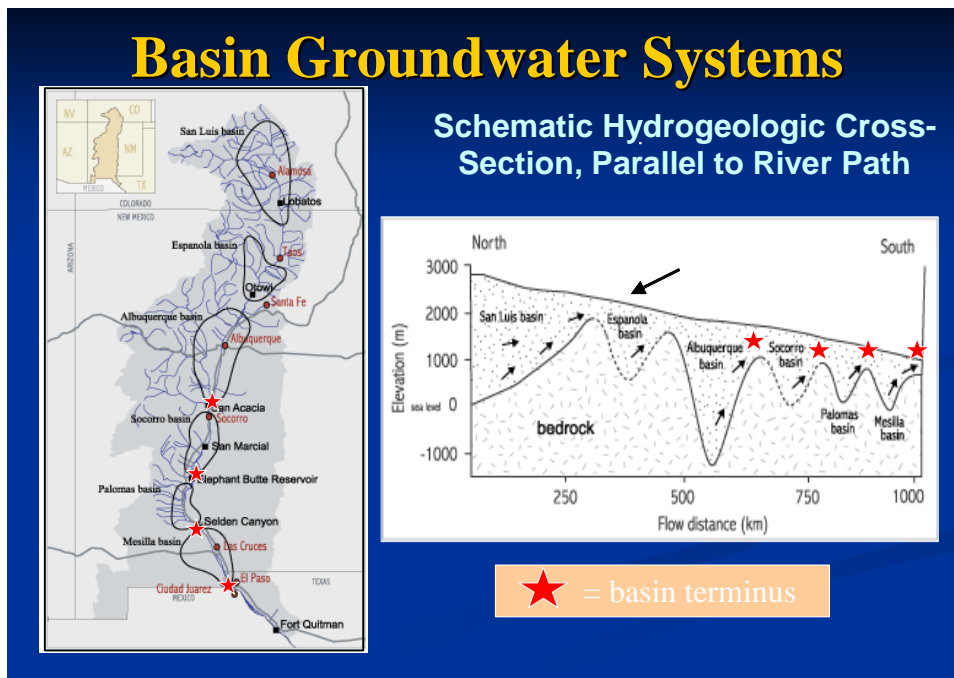 Basin Groundwater Systems
Schematic Hydrogeologic Cross-
Section, Parallel to River Path
NV
CO
AZ
NM
TX
MEXICO
San Luis basin
Alamosa
Lobatos
COLORADO
NEW MEXICO
ARIZONA
Espanola basin
Taos
Otowi
Santa Fe
Albuquerque basin
Albuquerque
San Acacia
Socorro basin
Socorro
San Marcial
Elephant Butte Reservoir
Palomas basin
Selden Canyon
Mesilla basin
Las Cruces
El Paso
Ciudad Juarez
MEXICO
TEXAS
Fort Quitman
North
South
3000
2000
1000
sea level 0
-1000
Elevation (m)
San Luis basin
Espanola
basin
Albuquerque
basin
Socorro
basin
Palomas
basin
Mesilla
basin
bedrock
250
500
750
1000
Flow distance (km)
= basin terminus